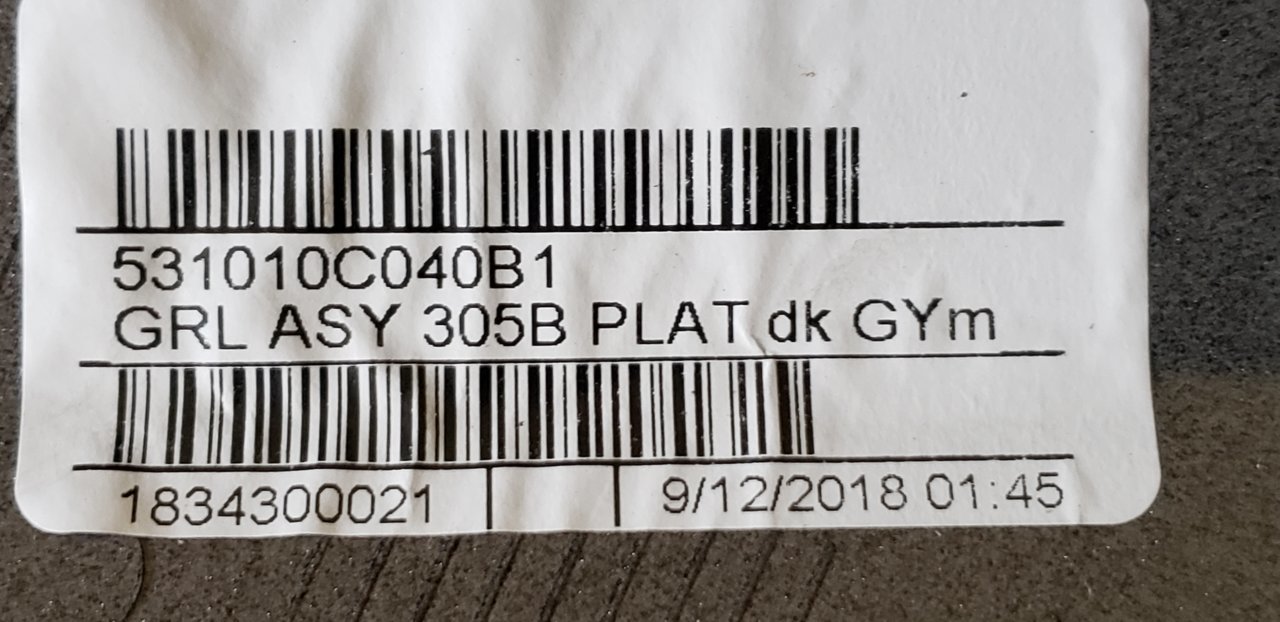 531010C040B1
GRL ASY 305B PLAT dk GYm
1834300021
9/12/2018 01:45